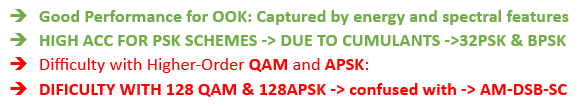 ➔ Good Performance for OOK: Captured by energy and spectral features
➔ HIGH ACC FOR PSK SCHEMES -> DUE TO CUMULANTS ->32PSK & BPSK
➔ Difficulty with Higher-Order QAM and APSK:
➔ DIFICULTY WITH 128 QAM & 128APSK -> confused with -> AM-DSB-SC